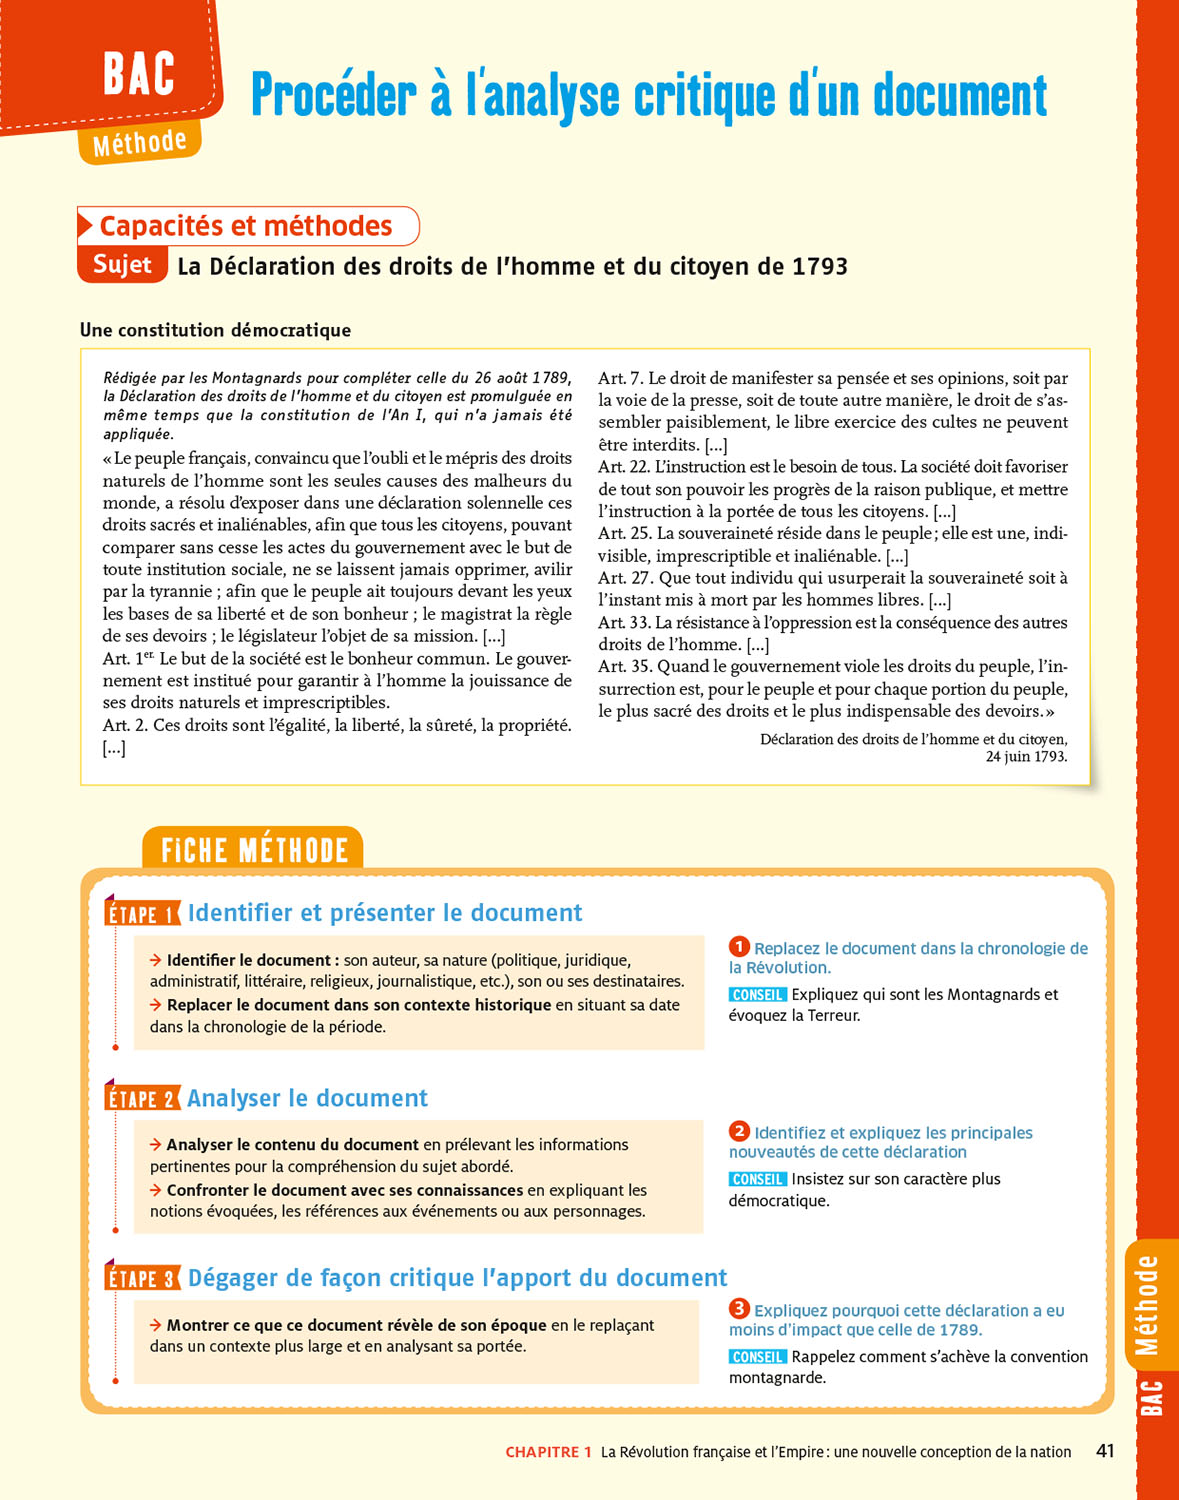 BAC
Méthode
Procéder à l'analyse critique d'un document
Capacités et méthodes
Sujet La Déclaration des droits de l'homme et du citoyen de 1793
Une constitution démocratique
Rédigée par les Montagnards pour compléter celle du 26 août 1789,
la Déclaration des droits de l'homme et du citoyen est promulguée en
même temps que la constitution de l'An I, qui n'a jamais été
appliquée.
« Le peuple français, convaincu que l'oubli et le mépris des droits
naturels de l'homme sont les seules causes des malheurs du
monde, a résolu d'exposer dans une déclaration solennelle ces
droits sacrés et inaliénables, afin que tous les citoyens, pouvant
comparer sans cesse les actes du gouvernement avec le but de
toute institution sociale, ne se laissent jamais opprimer, avilir
par la tyrannie ; afin que le peuple ait toujours devant les yeux
les bases de sa liberté et de son bonheur ; le magistrat la règle
de ses devoirs ; le législateur l'objet de sa mission. [...]
Art. 1er. Le but de la société est le bonheur commun. Le gouver-
nement est institué pour garantir à l'homme la jouissance de
ses droits naturels et imprescriptibles.
Art. 2. Ces droits sont l'égalité, la liberté, la sûreté, la propriété.
[...]
Art. 7. Le droit de manifester sa pensée et ses opinions, soit par
la voie de la presse, soit de toute autre manière, le droit de s'as-
sembler paisiblement, le libre exercice des cultes ne peuvent
être interdits. [...]
Art. 22. L'instruction est le besoin de tous. La société doit favoriser
de tout son pouvoir les progrès de la raison publique, et mettre
l'instruction à la portée de tous les citoyens. [...]
Art. 25. La souveraineté réside dans le peuple ; elle est une, indi-
visible, imprescriptible et inaliénable. [...]
Art. 27. Que tout individu qui usurperait la souveraineté soit à
l'instant mis à mort par les hommes libres. [...]
Art. 33. La résistance à l'oppression est la conséquence des autres
droits de l'homme. [...]
Art. 35. Quand le gouvernement viole les droits du peuple, l'in-
surrection est, pour le peuple et pour chaque portion du peuple,
le plus sacré des droits et le plus indispensable des devoirs. »
Déclaration des droits de l'homme et du citoyen,
24 juin 1793.
FICHE MÉTHODE
ÉTAPE 1 Identifier et présenter le document
→ Identifier le document : son auteur, sa nature (politique, juridique,
administratif, littéraire, religieux, journalistique, etc.), son ou ses destinataires.
→ Replacer le document dans son contexte historique en situant sa date
dans la chronologie de la période.
1 Replacez le document dans la chronologie de
la Révolution.
CONSEIL Expliquez qui sont les Montagnards et
évoquez la Terreur.
ÉTAPE 2 Analyser le document
→ Analyser le contenu du document en prélevant les informations
pertinentes pour la compréhension du sujet abordé.
→ Confronter le document avec ses connaissances en expliquant les
notions évoquées, les références aux événements ou aux personnages.
2 Identifiez et expliquez les principales
nouveautés de cette déclaration
CONSEIL Insistez sur son caractère plus
démocratique.
ÉTAPE 3 Dégager de façon critique l'apport du document
→ Montrer ce que ce document révèle de son époque en le replaçant
dans un contexte plus large et en analysant sa portée.
3 Expliquez pourquoi cette déclaration a eu
moins d'impact que celle de 1789.
CONSEIL Rappelez comment s'achève la convention
montagnarde.
BAC Méthode
CHAPITRE 1 La Révolution française et l'Empire : une nouvelle conception de la nation 41